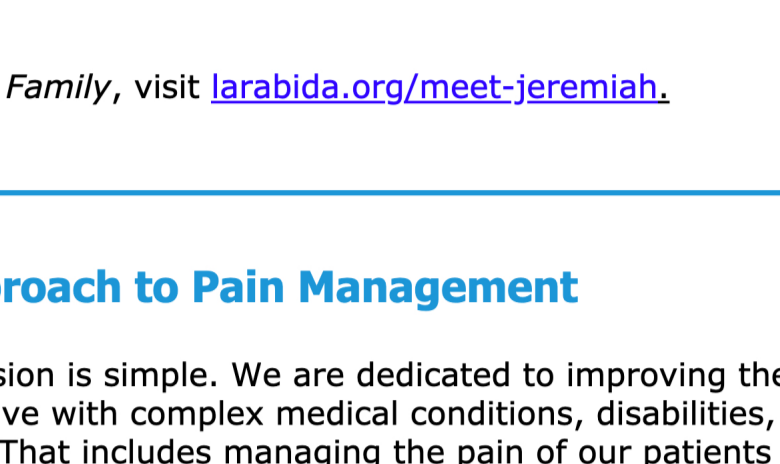 Family, visit larabida.org/meet-jeremiah.
roach to Pain Management
sion is simple. We are dedicated to improving the
ve with complex medical conditions, disabilities,
That includes managing the pain of our patients